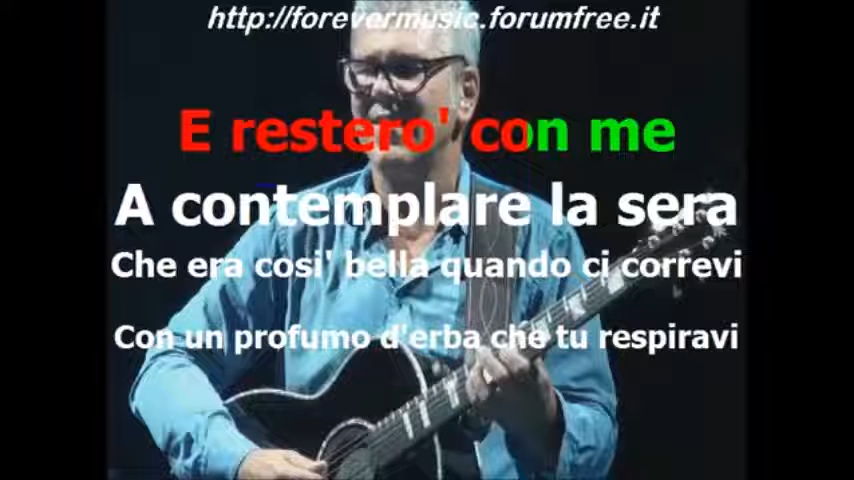 http://forevermusic.forumfree.it
E restero' con me
A contemplare la sera
Che era cosi' bella quando ci correvi
Con un profumo d'erba che tu respiravi